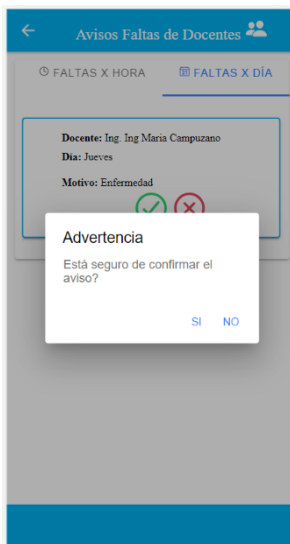 Avisos Faltas de Docentes
FALTAS X HORA
FALTAS X DÍA
Docente: Ing. Ing Maria Campuzano
Día: Jueves
Motivo: Enfermedad
Advertencia
Está seguro de confirmar el
aviso?
SI NO